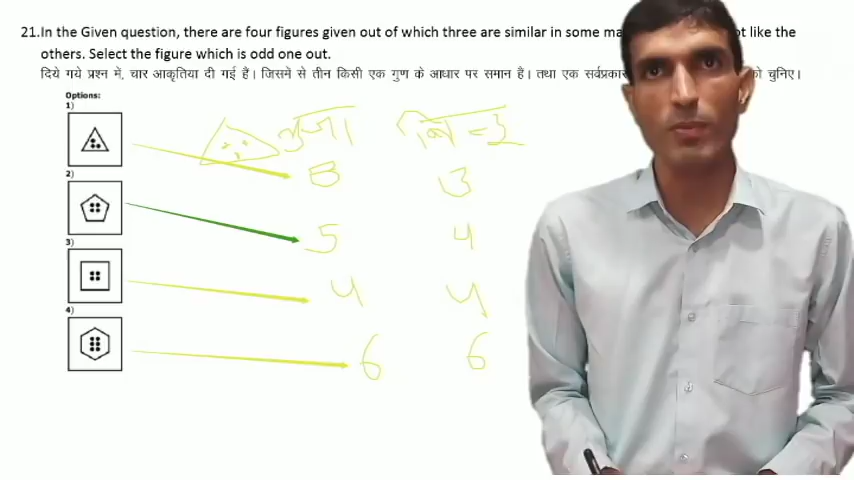 21.In the Given question, there are four figures given out of which three are similar in some ma ot like the
others. Select the figure which is odd one out.
दिये गये प्रश्न में, चार आकृतिया दी गई हैं। जिसमें से तीन किसी एक गुण के आधार पर समान हैं। तथा एक सर्वप्रकार को चुनिए।
Options:
1)
भुजा
3 3
2)
5 4
3)
4 4
4)
6 6